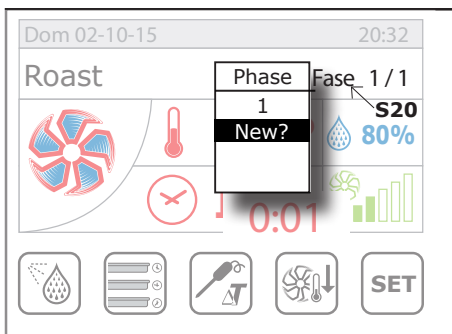 Dom 02-10-15 20:32
Roast
Phase
1
New?
Fase 1 / 1
S20
80%
0:01
SET